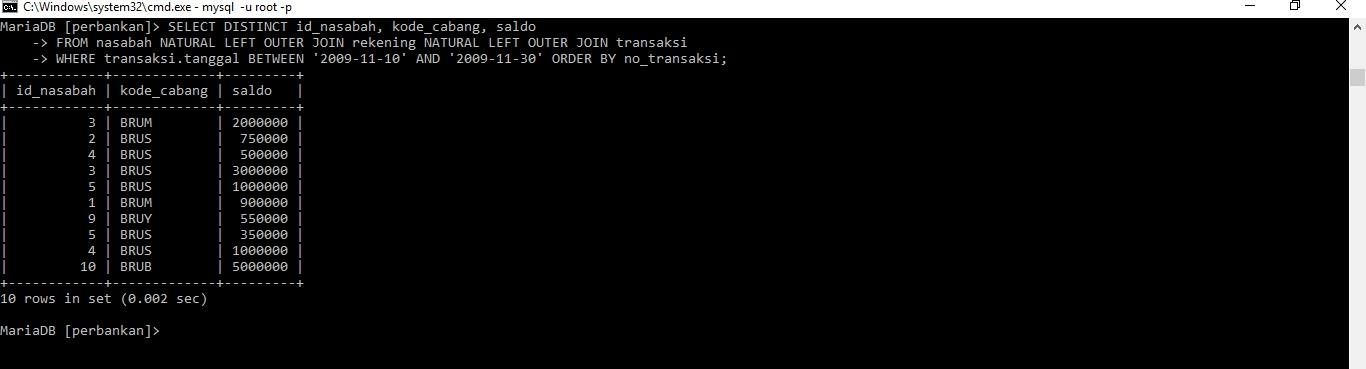 C:\Windows\system32\cmd.exe - mysql -u root -p
MariaDB [perbankan]> SELECT DISTINCT id_nasabah, kode_cabang, saldo
    -> FROM nasabah NATURAL LEFT OUTER JOIN rekening NATURAL LEFT OUTER JOIN transaksi
    -> WHERE transaksi.tanggal BETWEEN '2009-11-10' AND '2009-11-30' ORDER BY no_transaksi;
+------------+-------------+---------+
| id_nasabah | kode_cabang | saldo   |
+------------+-------------+---------+
|          3 | BRUM        | 2000000 |
|          2 | BRUS        |  750000 |
|          4 | BRUS        |  500000 |
|          3 | BRUS        | 3000000 |
|          5 | BRUS        | 1000000 |
|          1 | BRUM        |  900000 |
|          9 | BRUY        |  550000 |
|          5 | BRUS        |  350000 |
|          4 | BRUS        | 1000000 |
|         10 | BRUB        | 5000000 |
+------------+-------------+---------+
10 rows in set (0.002 sec)
MariaDB [perbankan]>